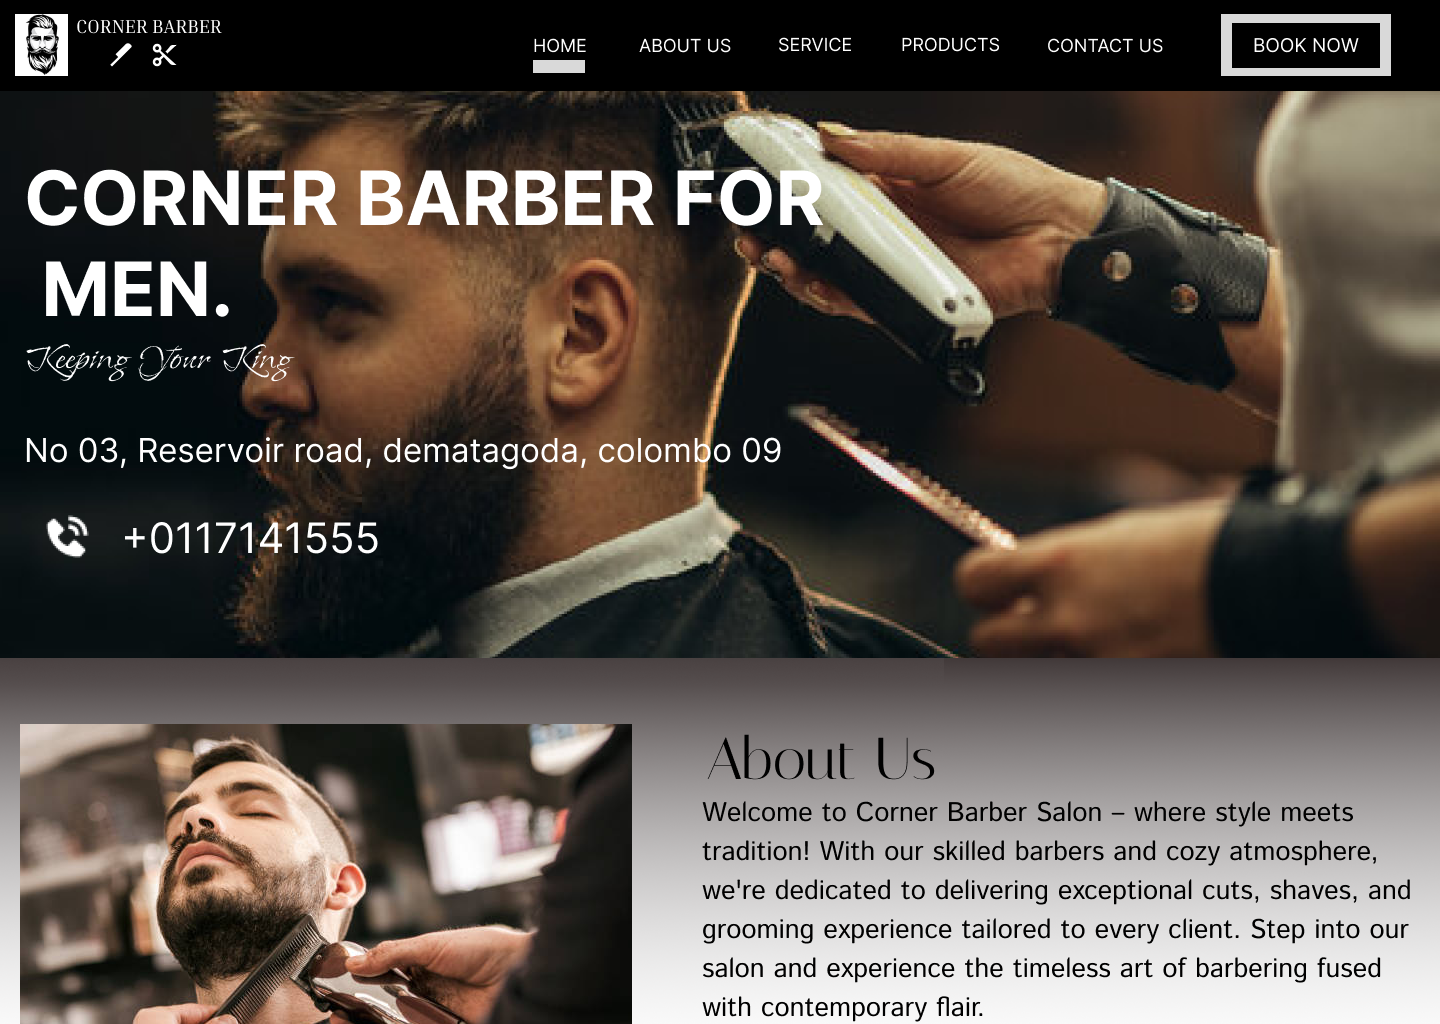 CORNER BARBER
HOME
ABOUT US
SERVICE
PRODUCTS
CONTACT US
BOOK NOW
CORNER BARBER FOR
MEN.
Keeping Your King
No 03, Reservoir road, dematagoda, colombo 09
+0117141555
About Us
Welcome to Corner Barber Salon – where style meets
tradition! With our skilled barbers and cozy atmosphere,
we're dedicated to delivering exceptional cuts, shaves, and
grooming experience tailored to every client. Step into our
salon and experience the timeless art of barbering fused
with contemporary flair.